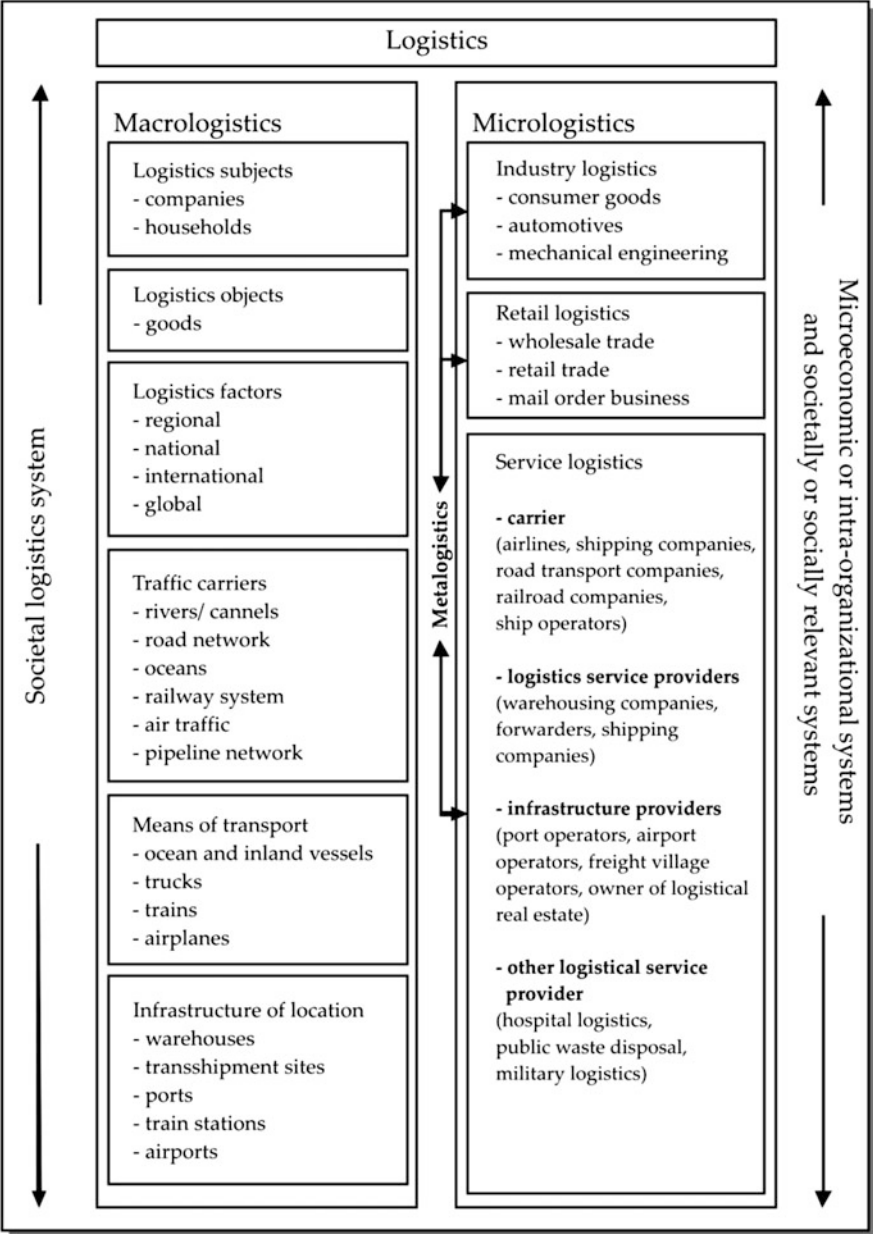 Logistics
Societal logistics system
Macrologistics
Logistics subjects
- companies
- households
Logistics objects
- goods
Logistics factors
- regional
- national
- international
- global
Traffic carriers
- rivers/ cannels
- road network
- oceans
- railway system
- air traffic
- pipeline network
Means of transport
- ocean and inland vessels
- trucks
- trains
- airplanes
Infrastructure of location
- warehouses
- transshipment sites
- ports
- train stations
- airports
Metalogistics
Micrologistics
Industry logistics
- consumer goods
- automotives
- mechanical engineering
Retail logistics
- wholesale trade
- retail trade
- mail order business
Service logistics
- carrier
(airlines, shipping companies,
road transport companies,
railroad companies,
ship operators)
- logistics service providers
(warehousing companies,
forwarders, shipping
companies)
- infrastructure providers
(port operators, airport
operators, freight village
operators, owner of logistical
real estate)
- other logistical service
provider
(hospital logistics,
public waste disposal,
military logistics)
Microeconomic or intra-organizational systems
and societally or socially relevant systems